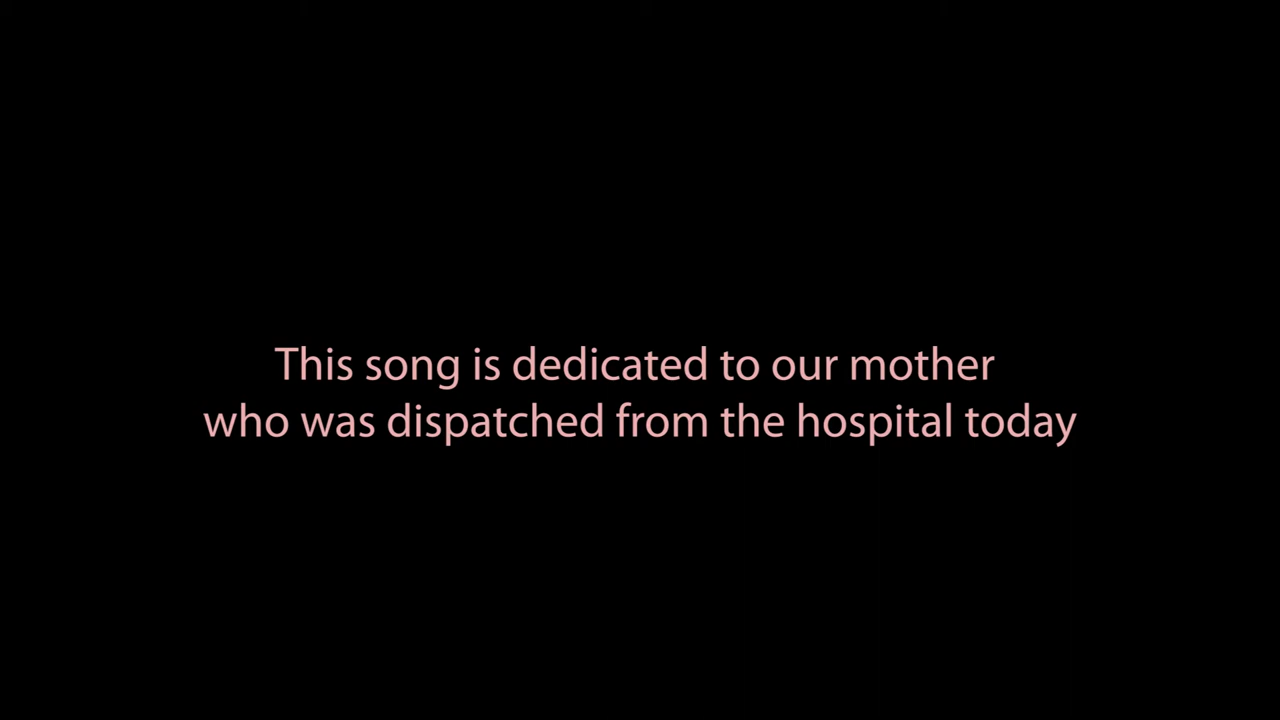 This song is dedicated to our mother
who was dispatched from the hospital today